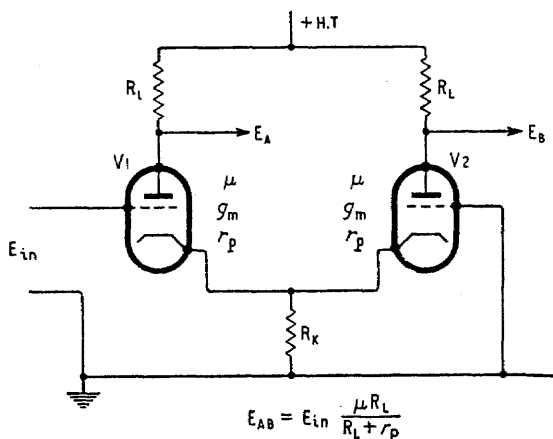 + H.T
R_L
R_L
E_A
E_B
V1
V2
μ
g_m
r_p
μ
g_m
r_p
E_in
R_K
E_AB = E_in μR_L / R_L + r_p